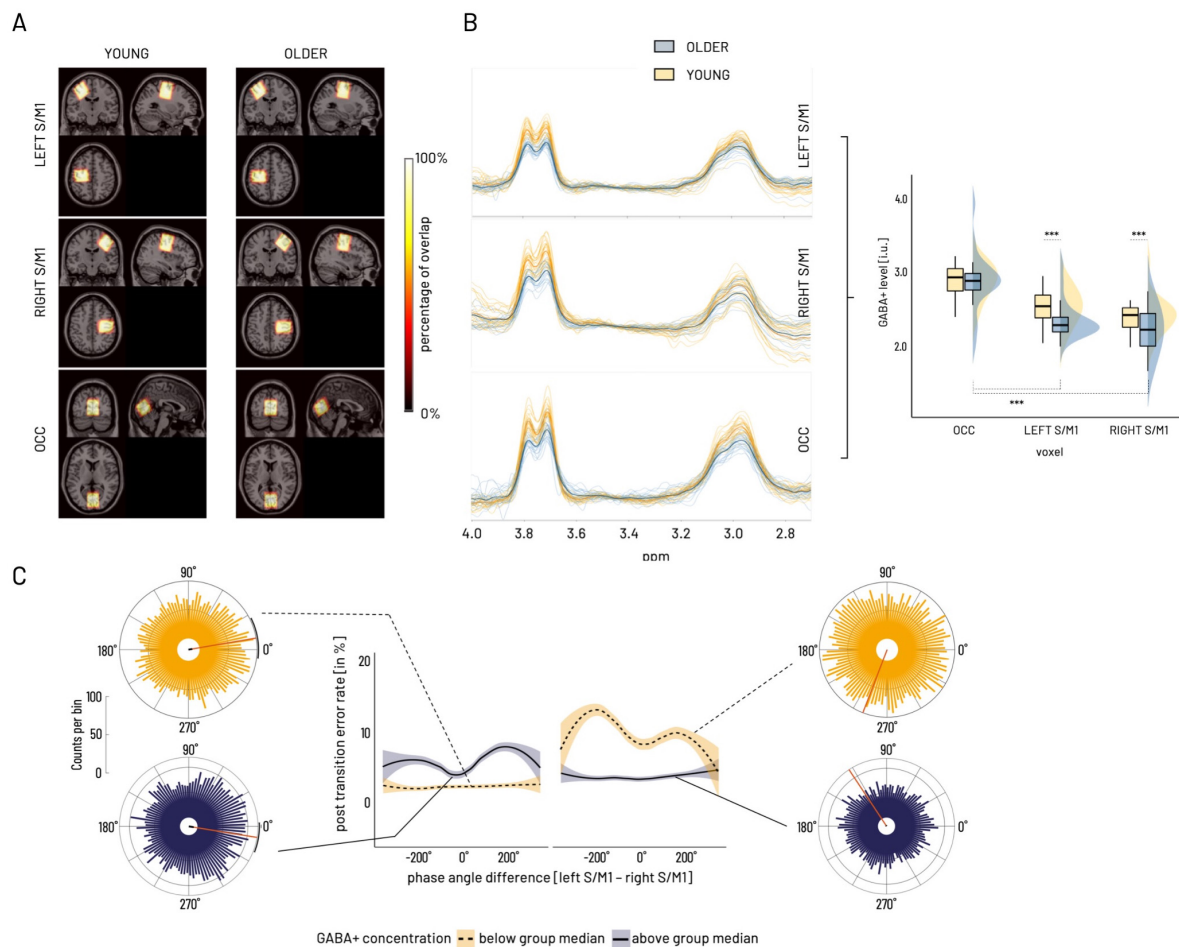 A
YOUNG
OLDER
LEFT S/M1
RIGHT S/M1
OCC
100%
percentage of overlap
0%
B
OLDER
YOUNG
LEFT S/M1
RIGHT S/M1
OCC
4.0
3.8
3.6
3.4
3.2
3.0
2.8
ppm
GABA+ level [i.u.]
4.0
3.0
2.0
***
***
***
OCC
LEFT S/M1
RIGHT S/M1
voxel
C
90°
180°
0°
270°
Counts per bin
100
50
0
90°
180°
0°
270°
post transition error rate [in %]
20
15
10
5
0
-200°
0°
200°
-200°
0°
200°
phase angle difference [left S/M1 – right S/M1]
90°
180°
0°
270°
90°
180°
0°
270°
GABA+ concentration
below group median
above group median